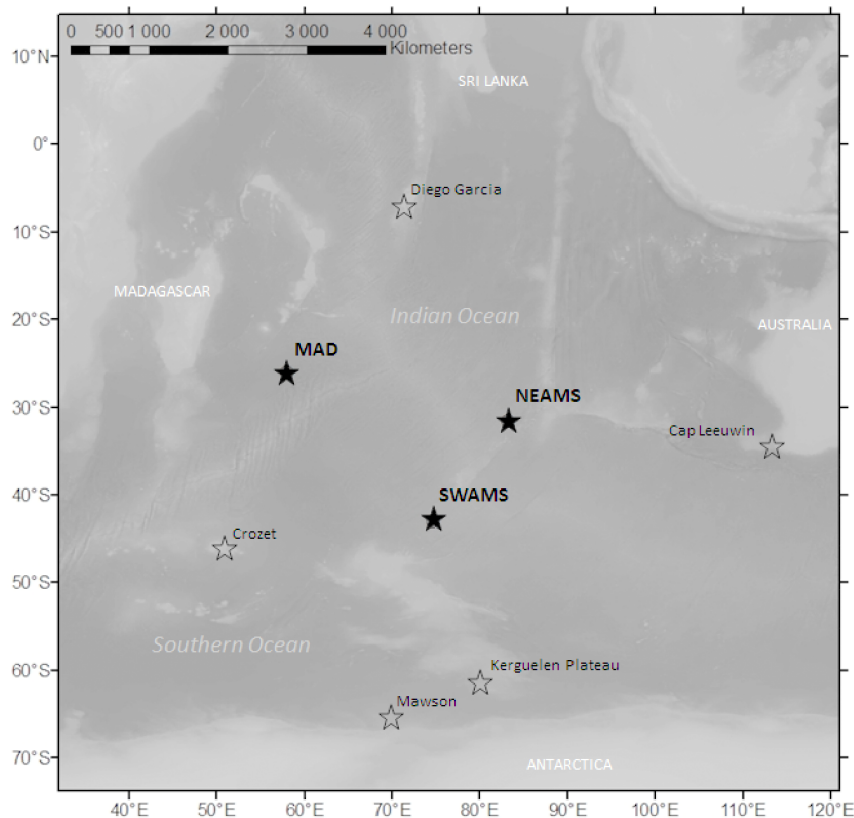 0 500 1 000 2 000 3 000 4 000
Kilometers
10°N
SRI LANKA
0°
Diego Garcia
10°S
MADAGASCAR
Indian Ocean
20°S
AUSTRALIA
MAD
30°S
NEAMS
Cap Leeuwin
40°S
SWAMS
Crozet
50°S
Southern Ocean
60°S
Kerguelen Plateau
Mawson
70°S
ANTARCTICA
40°E 50°E 60°E 70°E 80°E 90°E 100°E 110°E 120°E